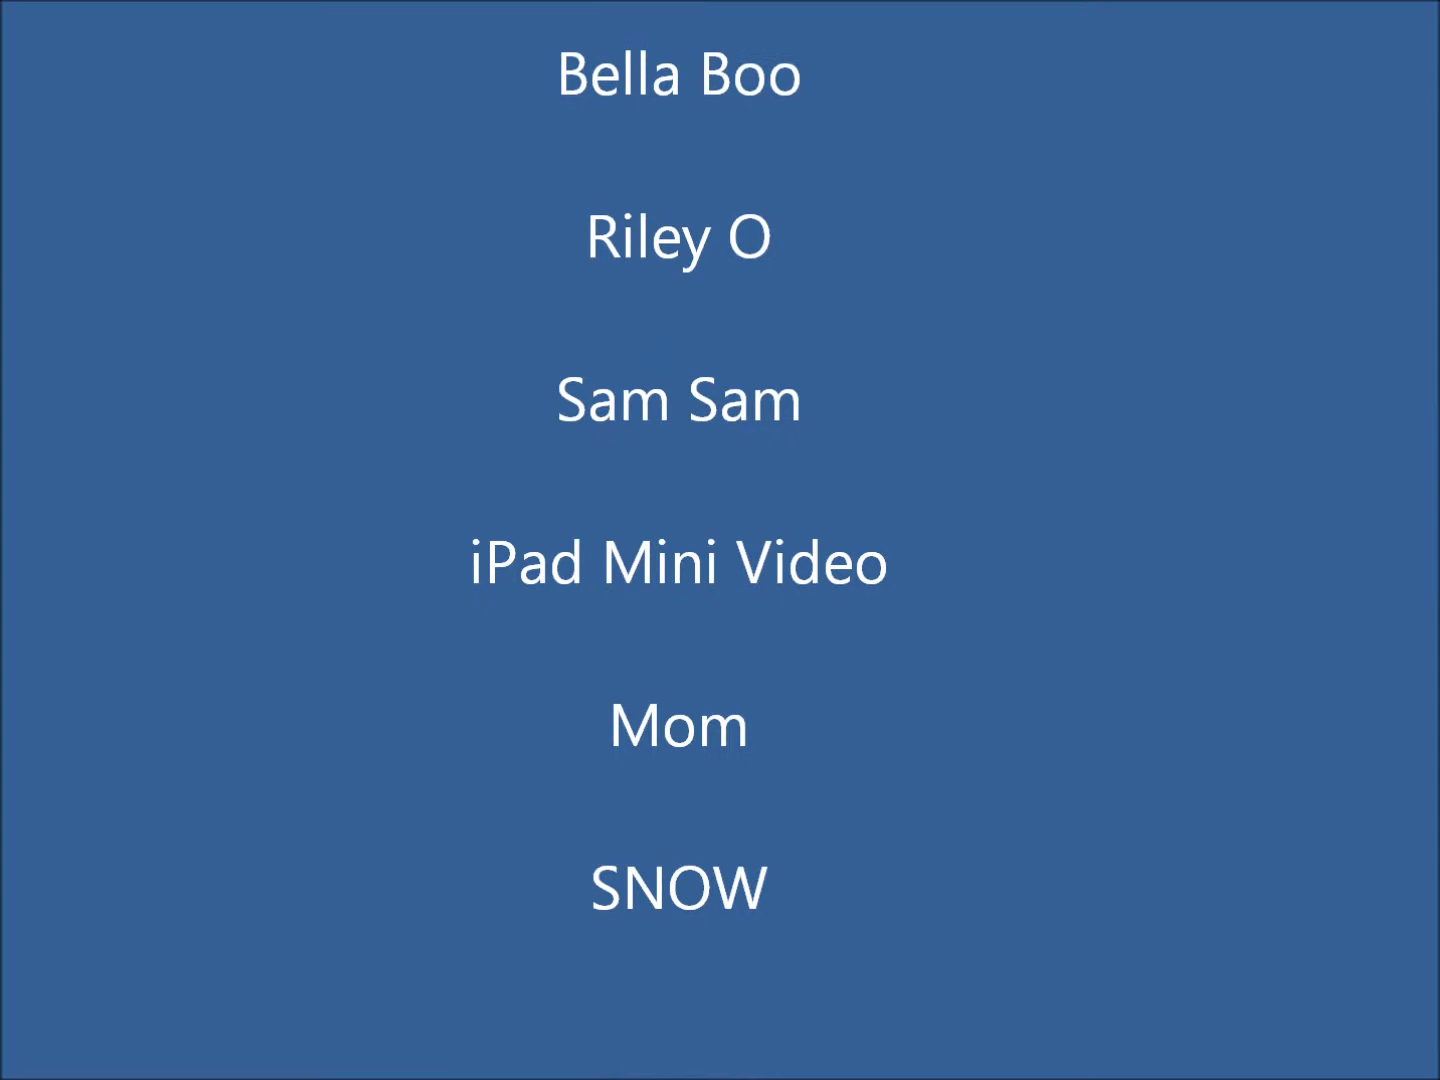 Bella Boo
Riley O
Sam Sam
iPad Mini Video
Mom
SNOW